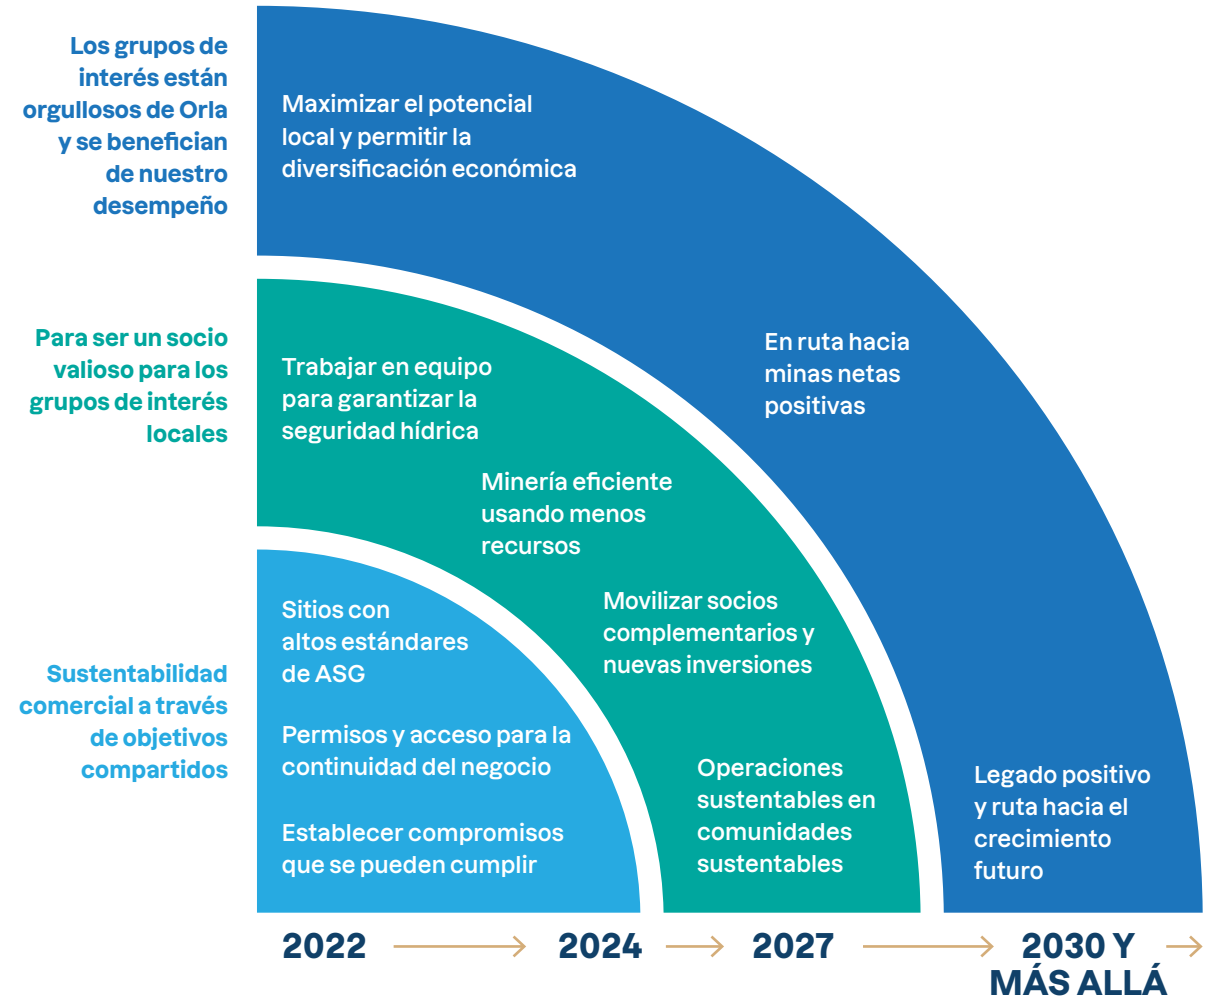 Los grupos de
interés están
orgullosos de Orla
y se benefician
de nuestro
desempeño
Maximizar el potencial
local y permitir la
diversificación económica
En ruta hacia
minas netas
positivas
Legado positivo
y ruta hacia el
crecimiento
futuro
Para ser un socio
valioso para los
grupos de interés
locales
Trabajar en equipo
para garantizar la
seguridad hídrica
Minería eficiente
usando menos
recursos
Movilizar socios
complementarios y
nuevas inversiones
Operaciones
sustentables en
comunidades
sustentables
Sustentabilidad
comercial a través
de objetivos
compartidos
Sitios con
altos estándares
de ASG
Permisos y acceso para la
continuidad del negocio
Establecer compromisos
que se pueden cumplir
2022
2024
2027
2030 Y
MÁS ALLÁ